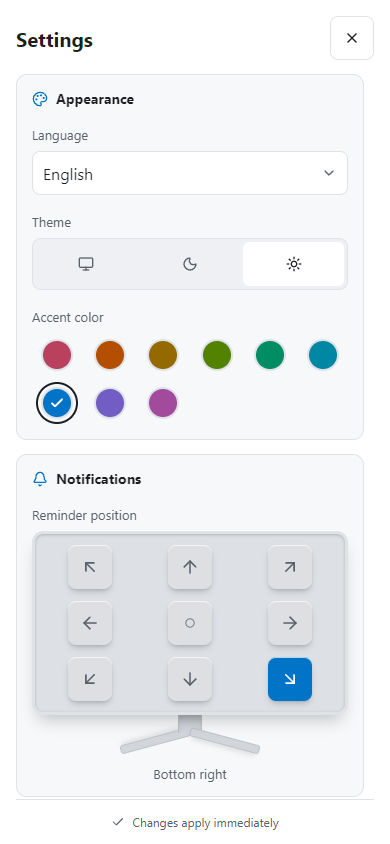 Settings
Appearance
Language
English
Theme
Accent color
Notifications
Reminder position
Bottom right
Changes apply immediately